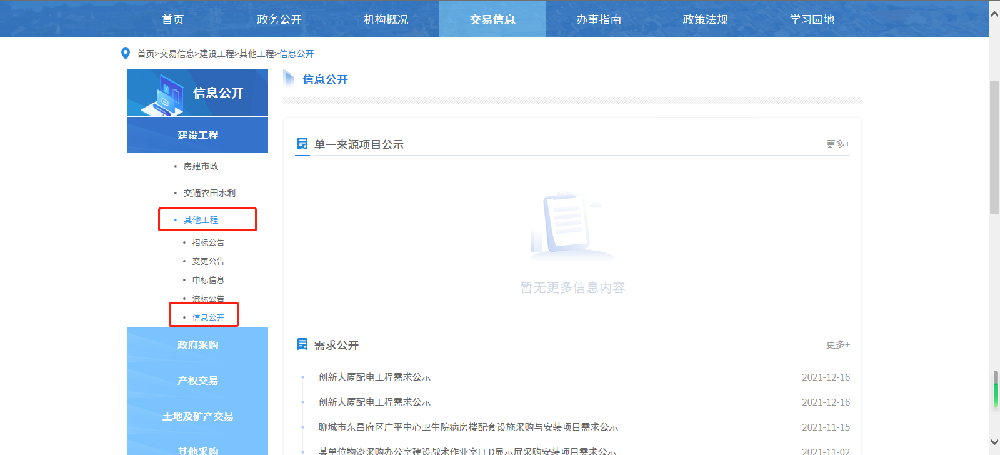 首页 政务公开 机构概况 交易信息 办事指南 政策法规 学习园地
首页>交易信息>建设工程>其他工程>信息公开
信息公开
建设工程
房建市政
交通农田水利
其他工程
招标公告
变更公告
中标信息
流标公告
信息公开
政府采购
产权交易
土地及矿产交易
其他采购
信息公开
单一来源项目公示 更多+
暂无更多信息内容
需求公开 更多+
创新大厦配电工程需求公示 2021-12-16
创新大厦配电工程需求公示 2021-12-16
聊城市东昌府区广平中心卫生院病房楼配套设施采购与安装项目需求公示 2021-11-15
某单位物资采购办公室建设战术作业室LED显示屏采购安装项目需求公示 2021-11-02